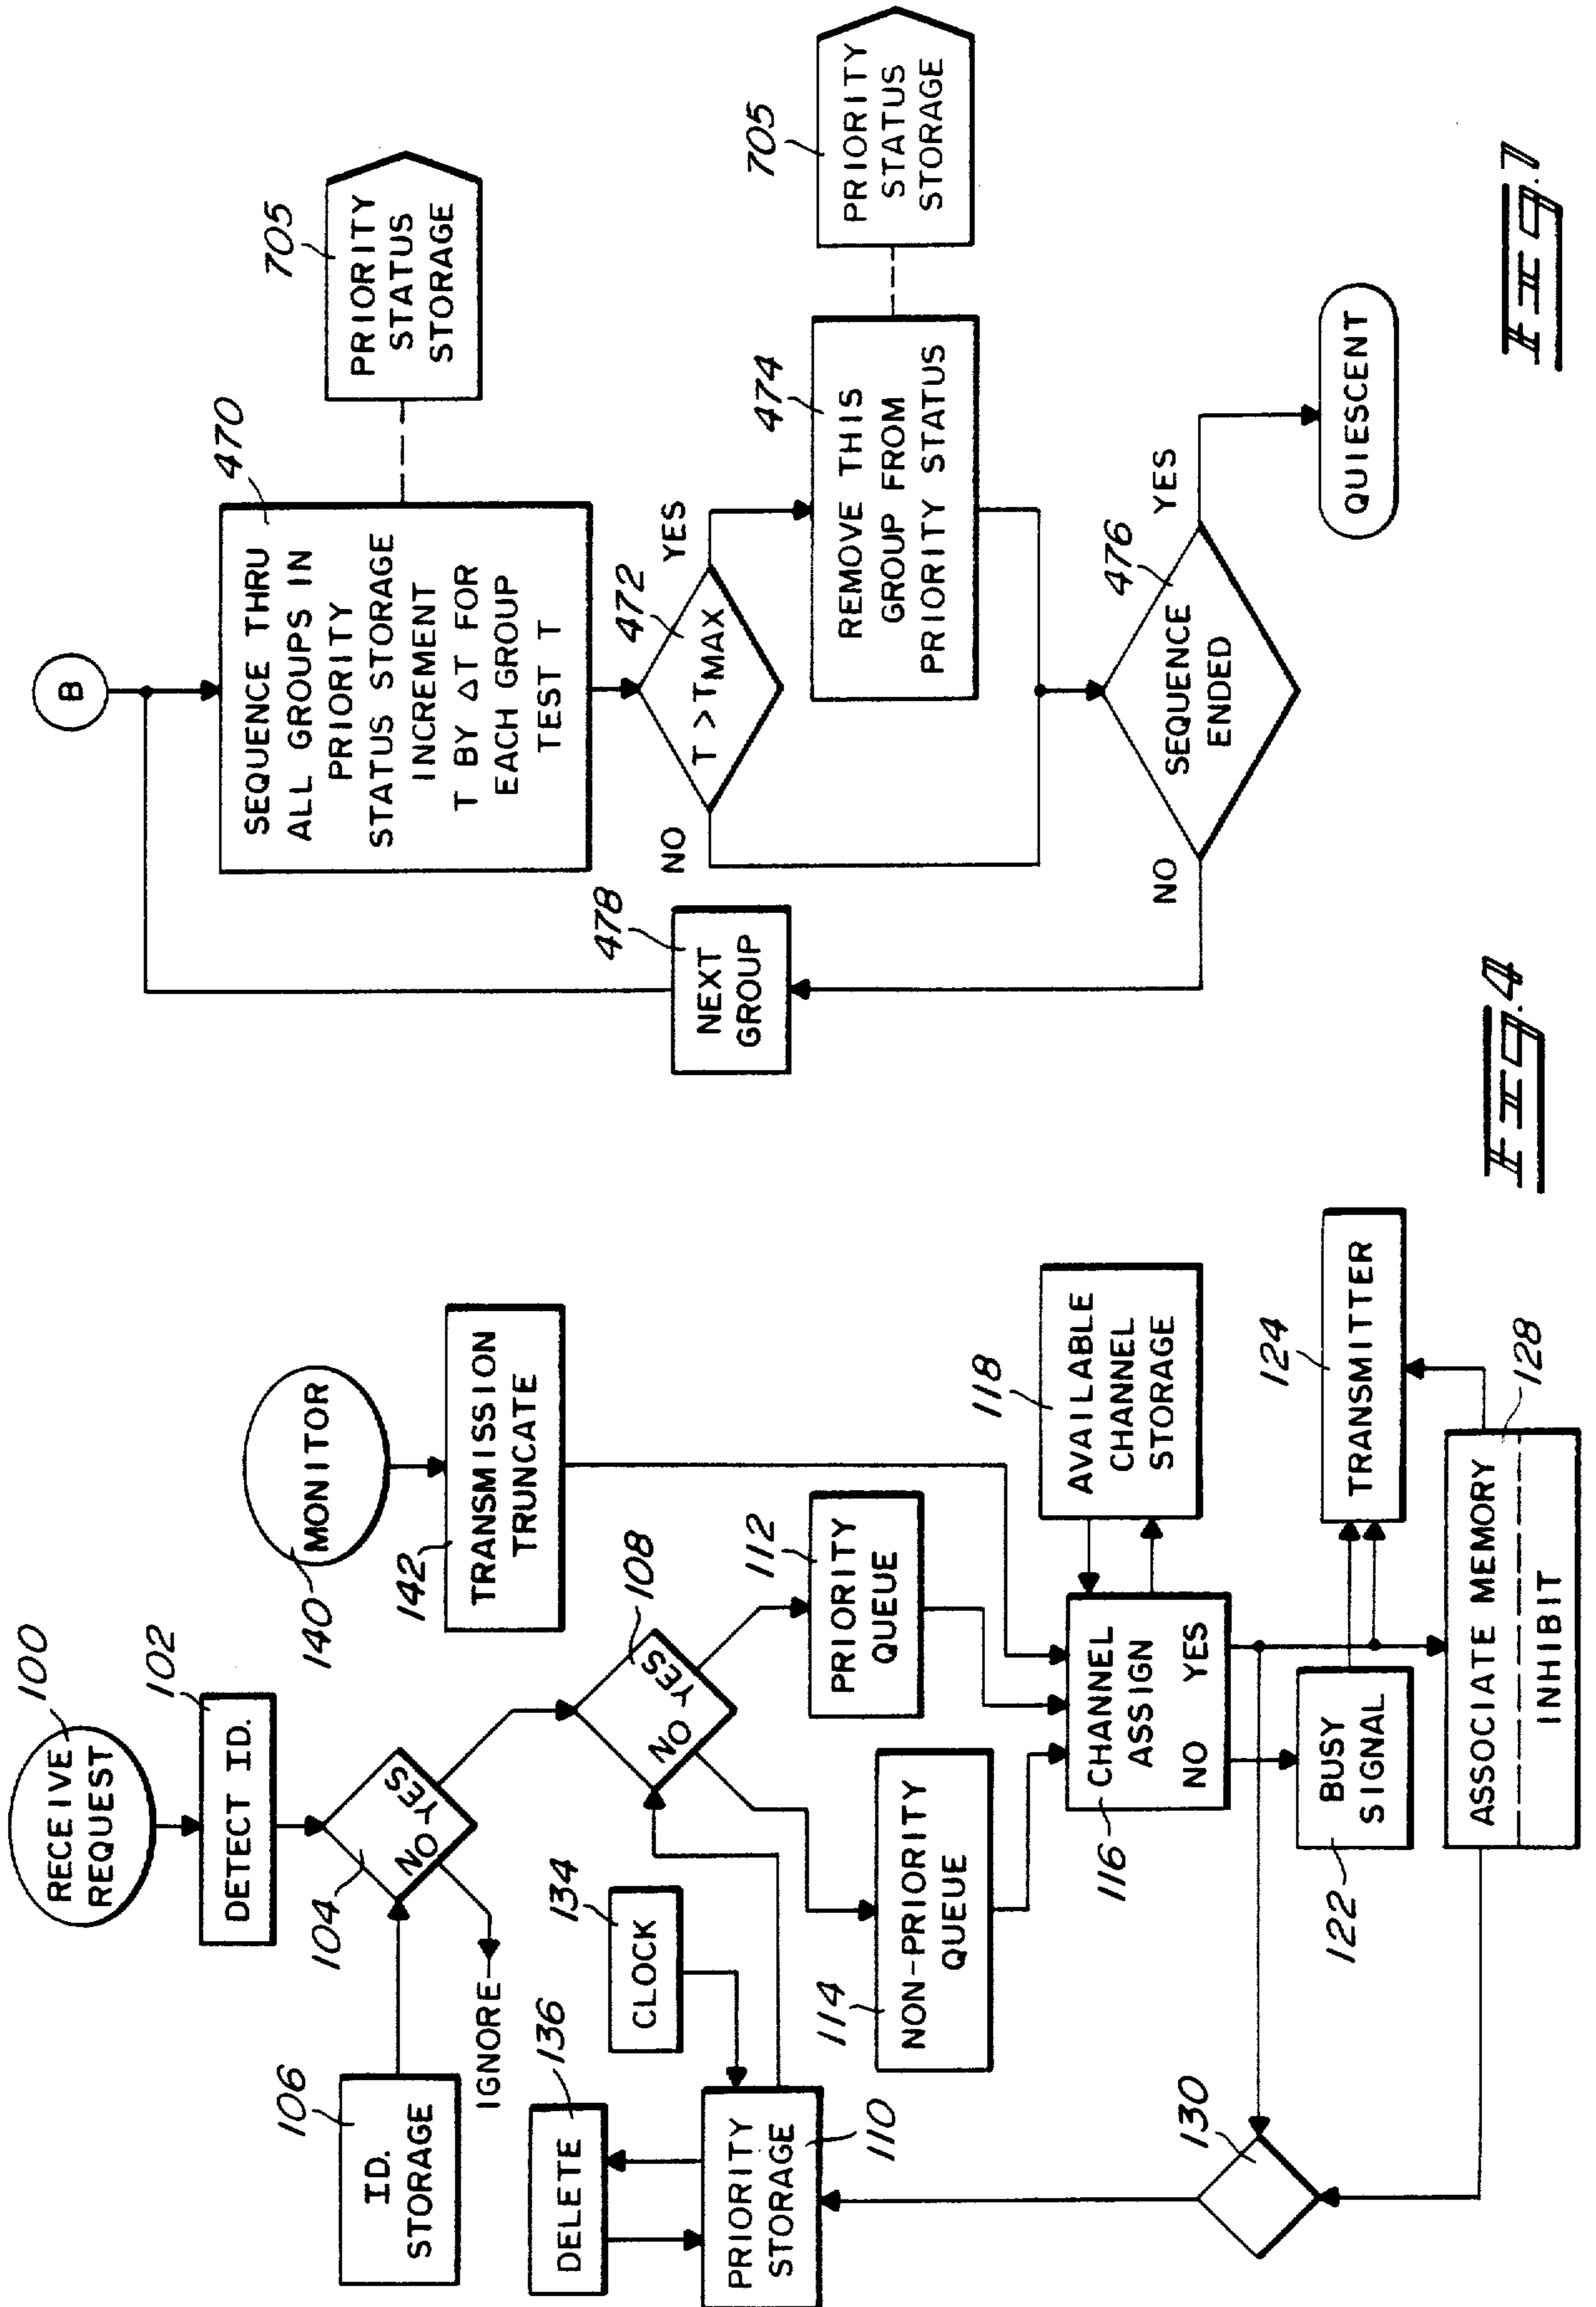 B
470
SEQUENCE THRU
ALL GROUPS IN
PRIORITY
STATUS STORAGE
INCREMENT
T BY ΔT FOR
EACH GROUP
TEST T
705
PRIORITY
STATUS
STORAGE
472
T > TMAX
YES
NO
474
REMOVE THIS
GROUP FROM
PRIORITY STATUS
705
PRIORITY
STATUS
STORAGE
478
NEXT
GROUP
476
SEQUENCE
ENDED
NO
YES
QUIESCENT
FIG. 7
100
RECEIVE
REQUEST
102
DETECT ID.
104
NO
YES
106
ID.
STORAGE
IGNORE
140
MONITOR
142
TRANSMISSION
TRUNCATE
108
NO
YES
134
CLOCK
136
DELETE
PRIORITY
STORAGE
110
112
PRIORITY
QUEUE
114
NON-PRIORITY
QUEUE
116
CHANNEL
ASSIGN
NO YES
118
AVAILABLE
CHANNEL
STORAGE
122
BUSY
SIGNAL
124
TRANSMITTER
128
ASSOCIATE MEMORY
INHIBIT
130
FIG. 4